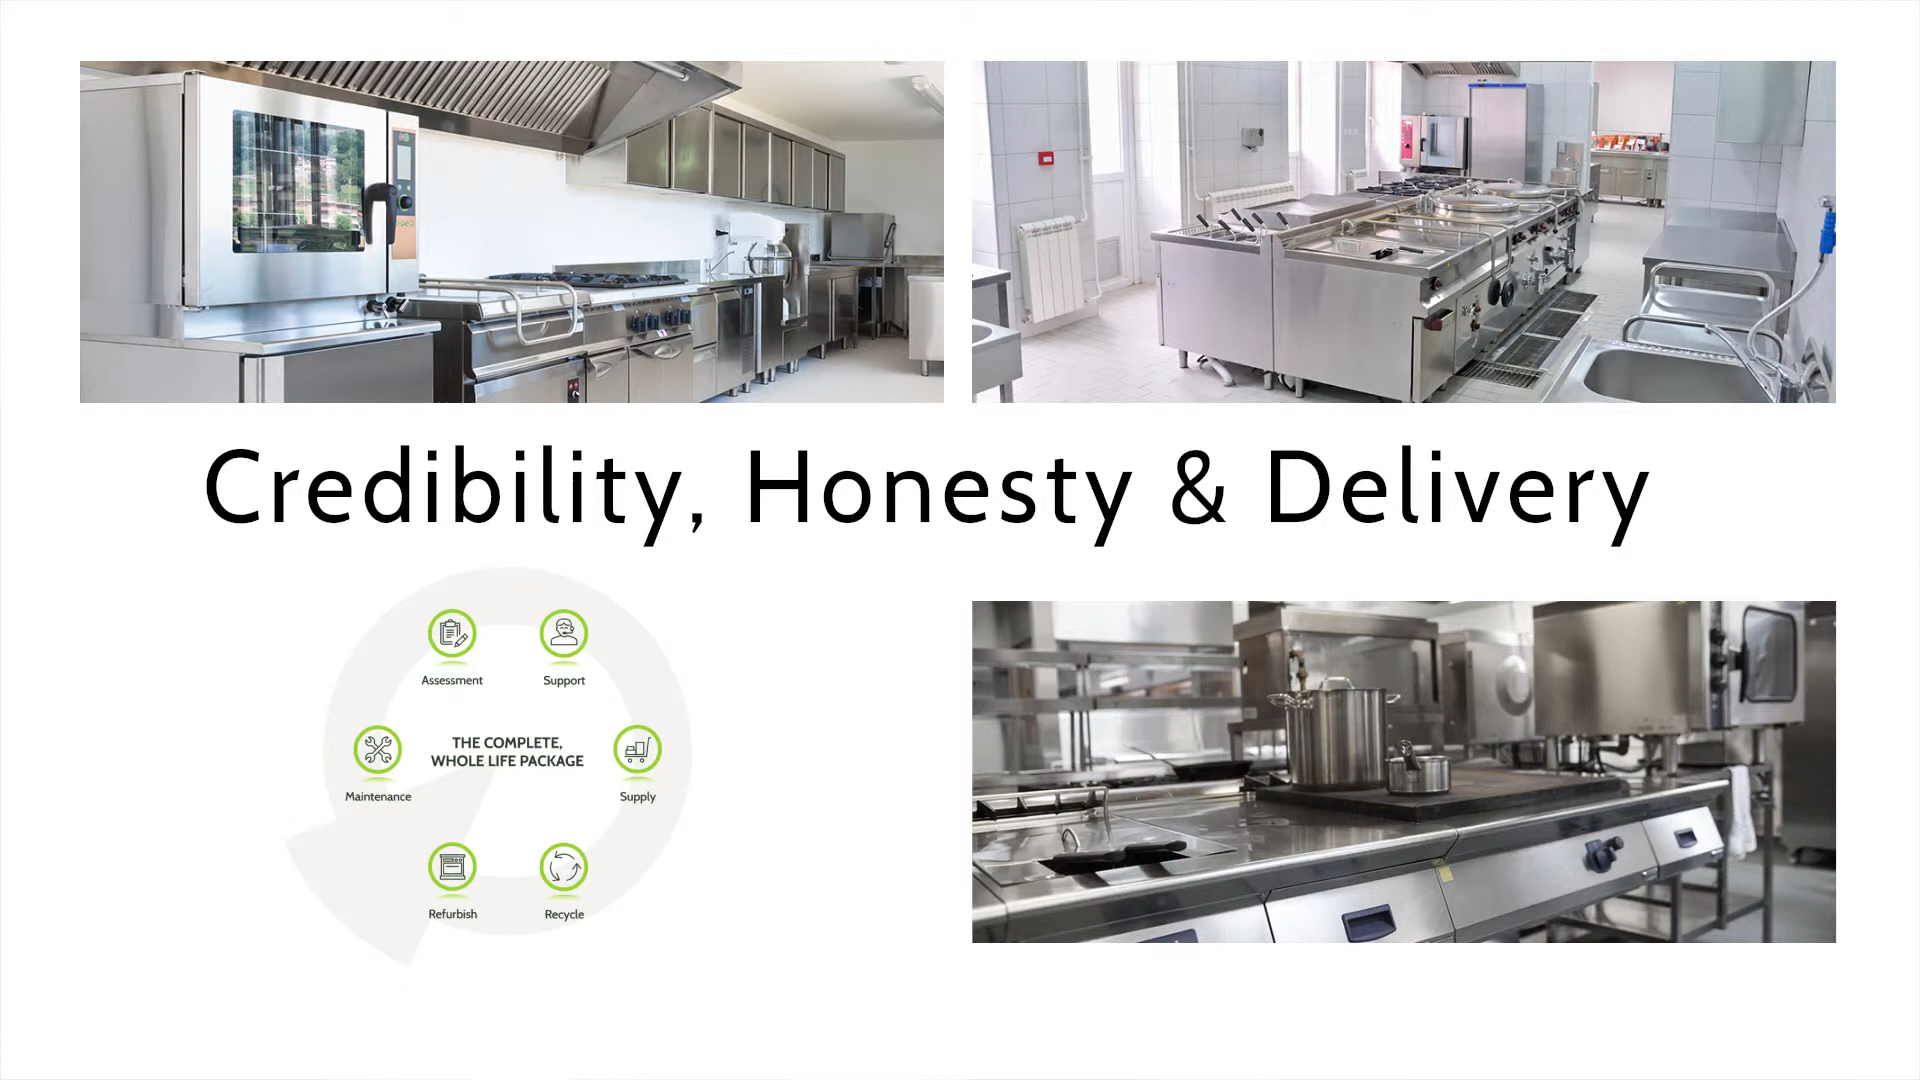 Credibility, Honesty & Delivery
Assessment
Support
THE COMPLETE,
WHOLE LIFE PACKAGE
Maintenance
Supply
Refurbish
Recycle